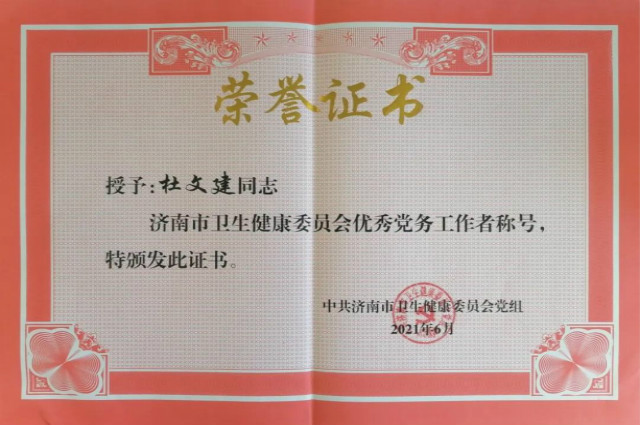 荣誉证书
授予:杜文建同志
济南市卫生健康委员会优秀党务工作者称号,
特颁发此证书。
中共济南市卫生健康委员会党组
2021年6月